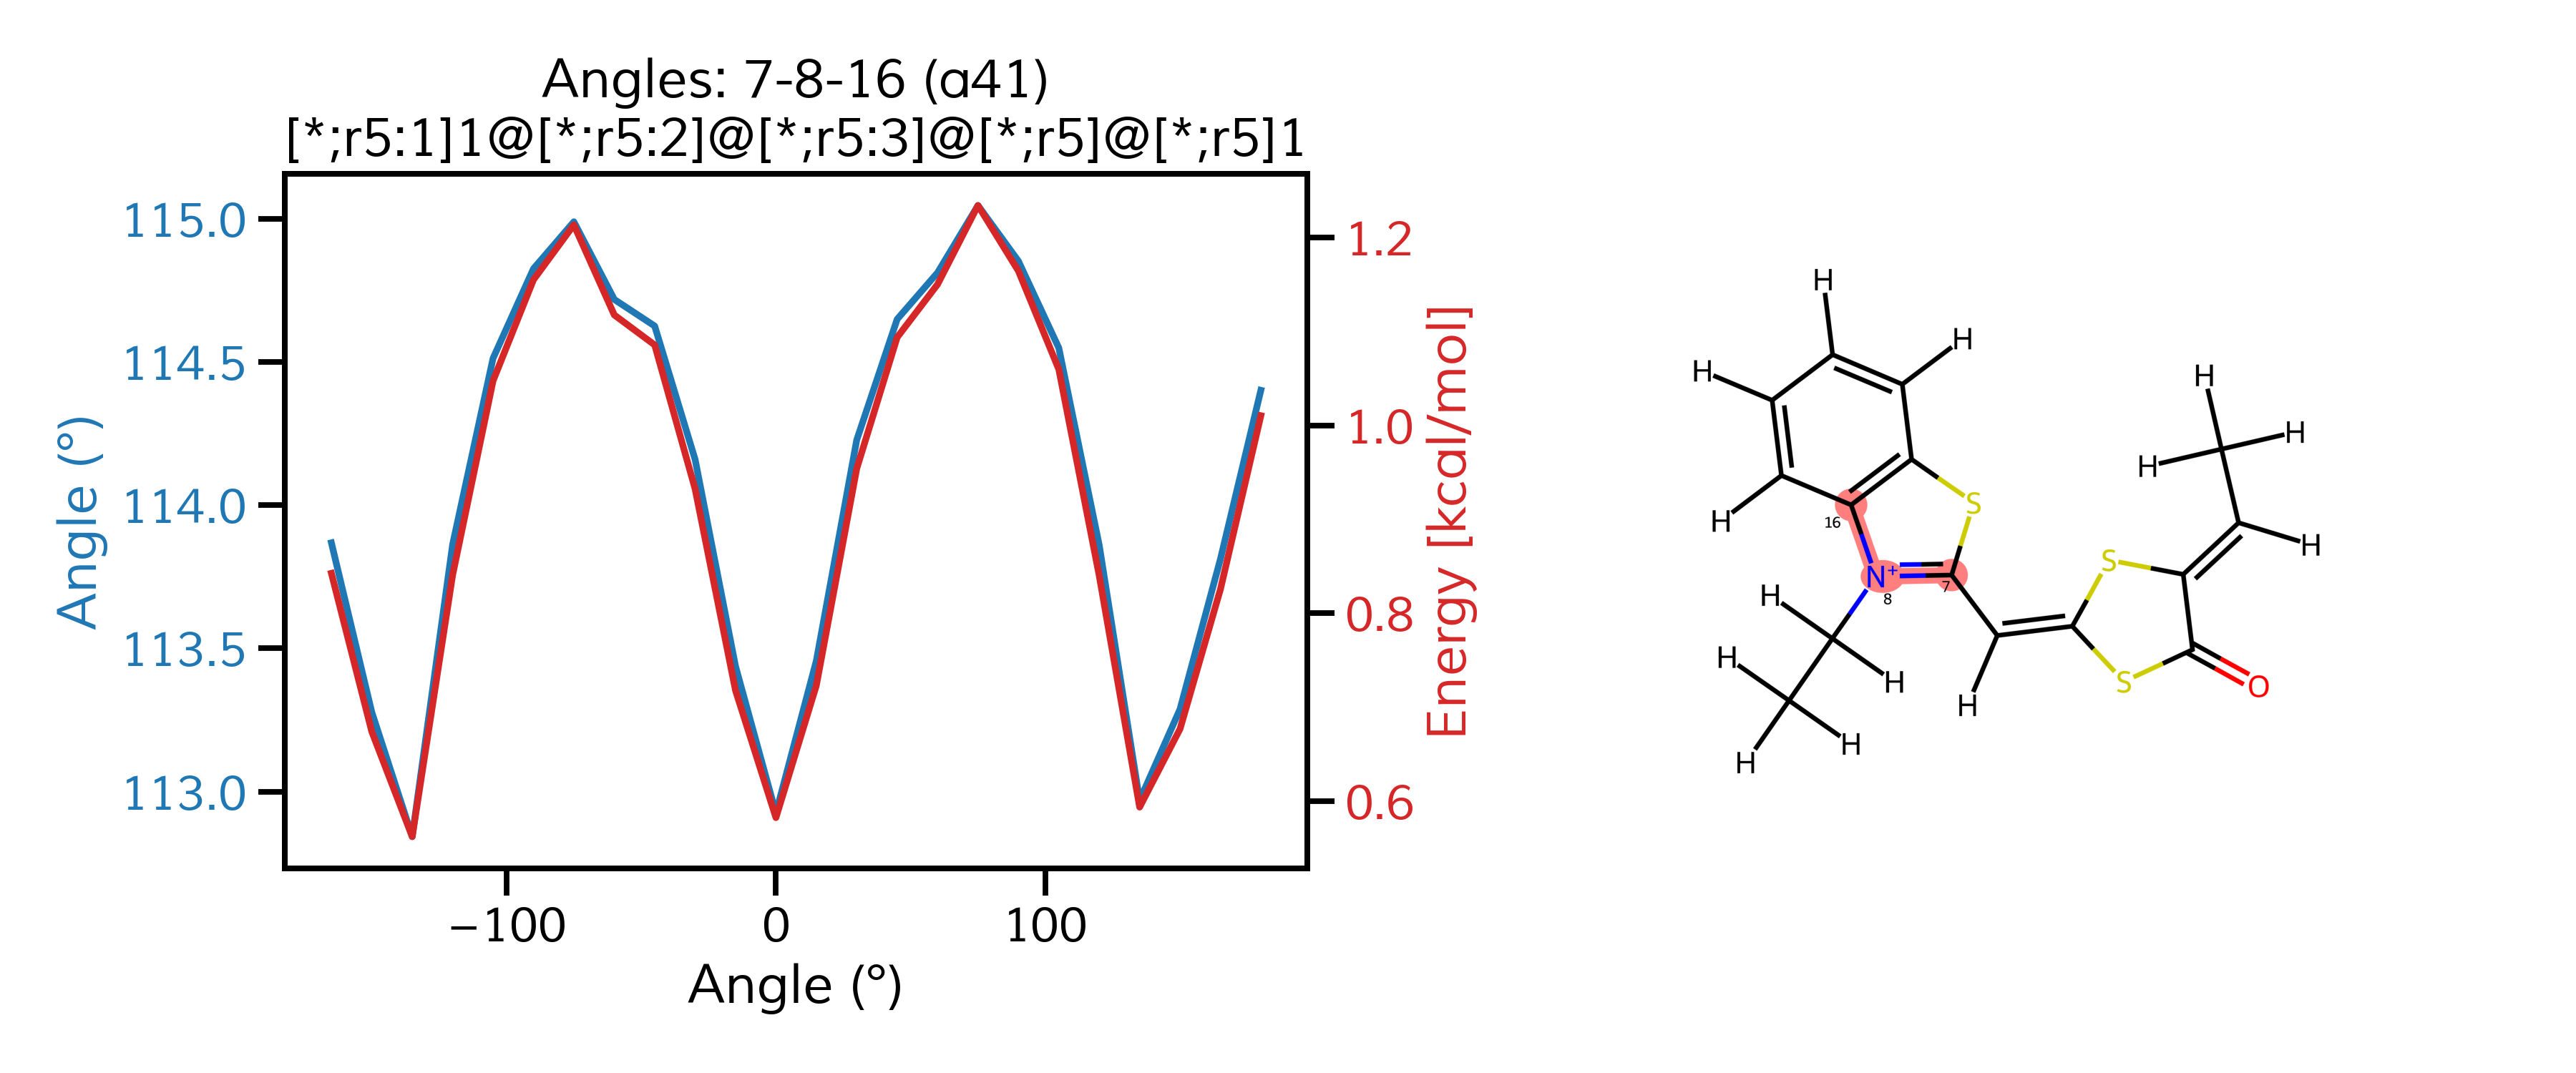 Angles: 7-8-16 (a41)
[*;r5:1]1@[*;r5:2]@[*;r5:3]@[*;r5]@[*;r5]1
115.0
114.5
114.0
113.5
113.0
Angle (°)
1.2
1.0
0.8
0.6
Energy [kcal/mol]
−100
0
100
Angle (°)
H
H
H
H
H
H
H
S
H
16
S
H
N+
7
8
H
H
H
S
O
H
H
H